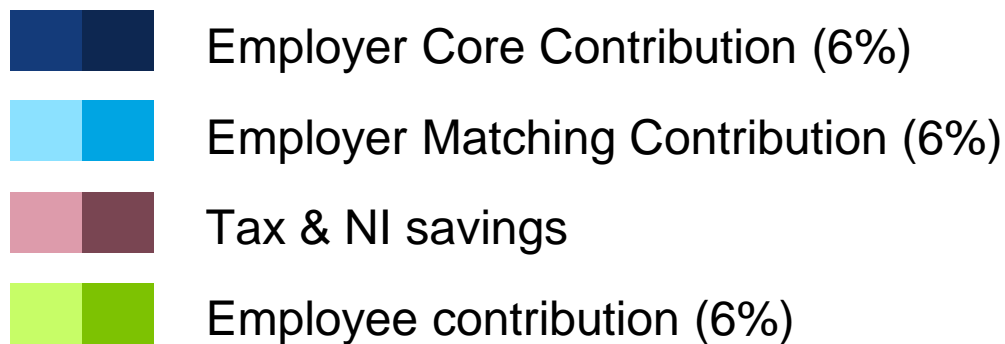 Employer Core Contribution (6%)
Employer Matching Contribution (6%)
Tax & NI savings
Employee contribution (6%)